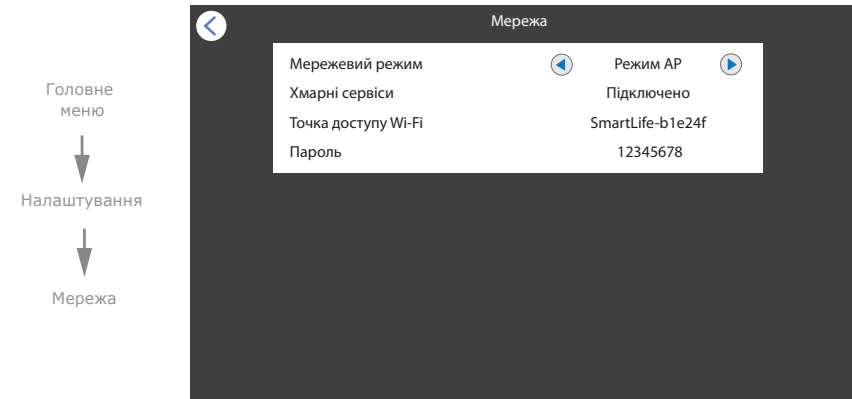 Головне
меню
Налаштування
Мережа
Мережа
Мережевий режим Режим AP
Хмарні сервіси Підключено
Точка доступу Wi-Fi SmartLife-b1e24f
Пароль 12345678